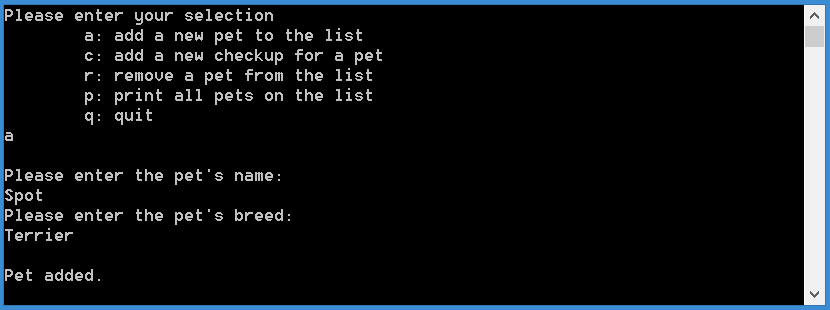 Please enter your selection
a: add a new pet to the list
c: add a new checkup for a pet
r: remove a pet from the list
p: print all pets on the list
q: quit
a
Please enter the pet's name:
Spot
Please enter the pet's breed:
Terrier
Pet added.